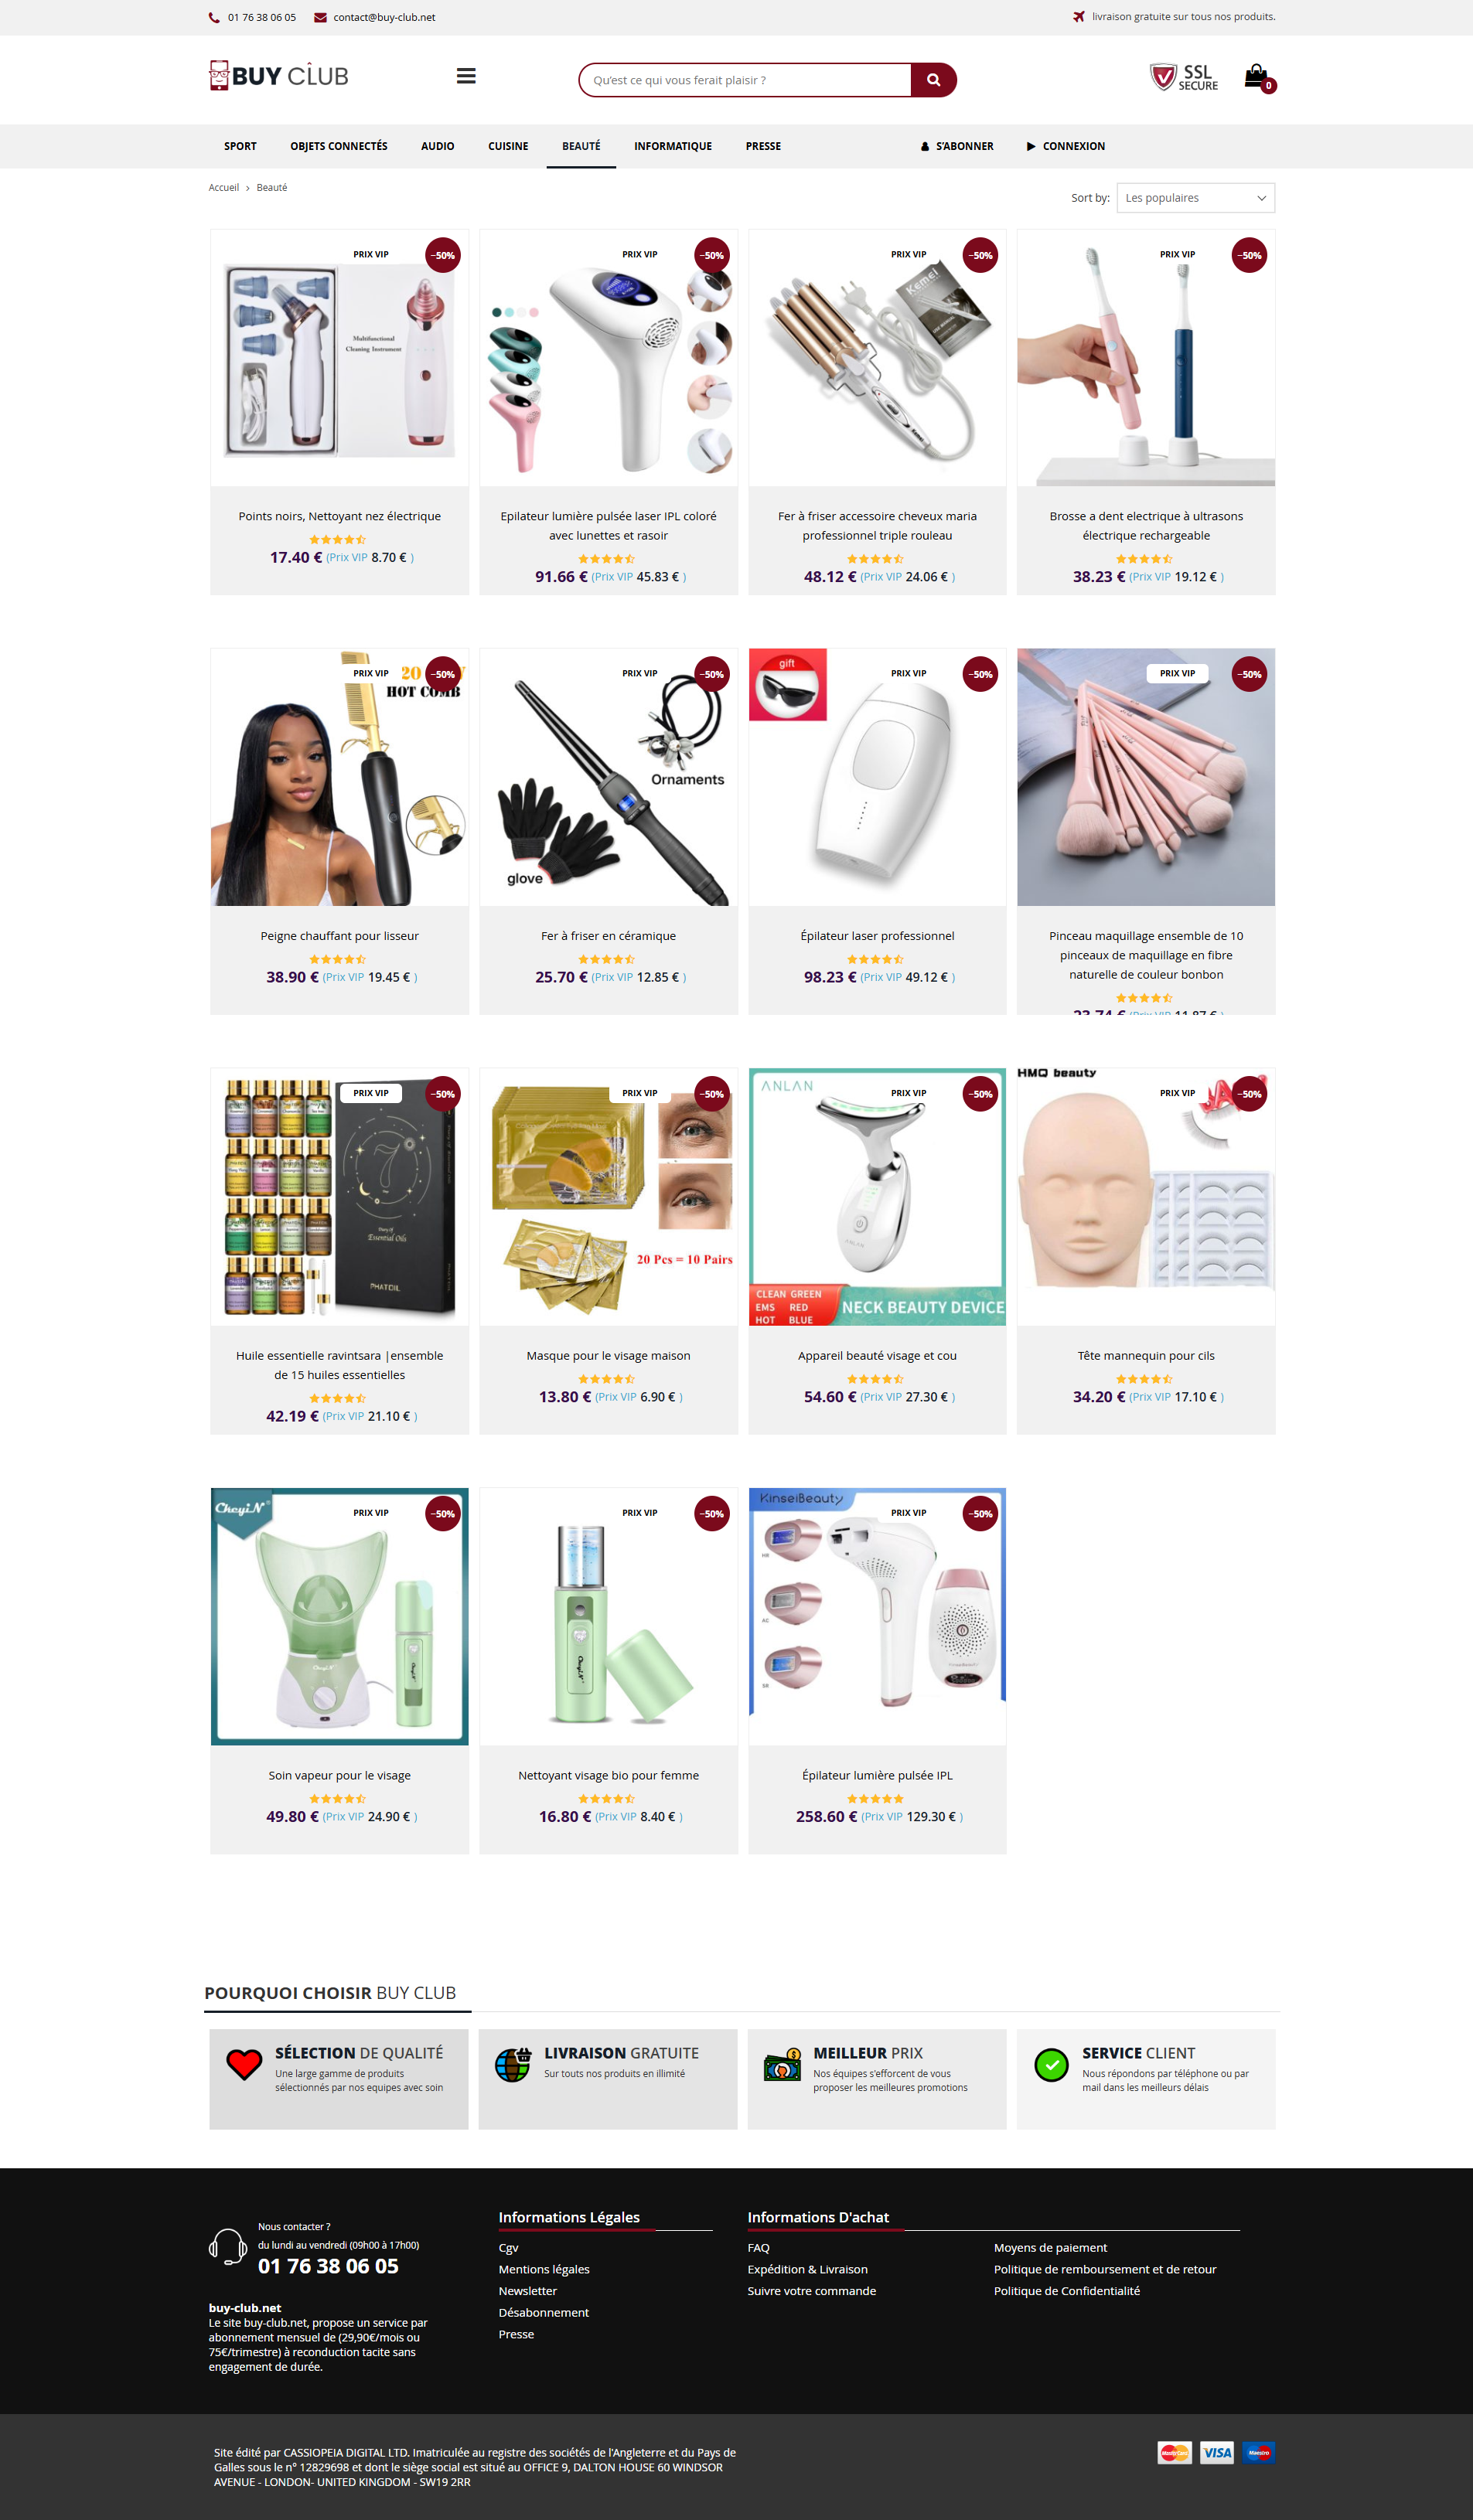 01 76 38 06 05 contact@buy-club.net livraison gratuite sur tous nos produits.
BUY CLUB
Qu'est ce qui vous ferait plaisir ?
SSL SECURE
0
SPORT OBJETS CONNECTÉS AUDIO CUISINE BEAUTÉ INFORMATIQUE PRESSE S'ABONNER CONNEXION
Accueil > Beauté
Sort by: Les populaires
PRIX VIP -50%
Multifunctional
Cleaning Instrument
PRIX VIP -50%
PRIX VIP -50%
Kemei
PRIX VIP -50%
Points noirs, Nettoyant nez électrique
17.40 € (Prix VIP 8.70 € )
Epilateur lumière pulsée laser IPL coloré
avec lunettes et rasoir
91.66 € (Prix VIP 45.83 € )
Fer à friser accessoire cheveux maria
professionnel triple rouleau
48.12 € (Prix VIP 24.06 € )
Brosse a dent electrique à ultrasons
électrique rechargeable
38.23 € (Prix VIP 19.12 € )
PRIX VIP -50%
20
HOT COMB
PRIX VIP -50%
Ornaments
glove
PRIX VIP -50%
gift
PRIX VIP -50%
Peigne chauffant pour lisseur
38.90 € (Prix VIP 19.45 € )
Fer à friser en céramique
25.70 € (Prix VIP 12.85 € )
Épilateur laser professionnel
98.23 € (Prix VIP 49.12 € )
Pinceau maquillage ensemble de 10
pinceaux de maquillage en fibre
naturelle de couleur bonbon
23.74 € (Prix VIP 11.87 € )
PRIX VIP -50%
Essential Oils
PHATOIL
PRIX VIP -50%
20 Pcs = 10 Pairs
PRIX VIP -50%
ANLAN
ANLAN
CLEAN GREEN
EMS RED
HOT BLUE
NECK BEAUTY DEVICE
HMQ beauty
PRIX VIP -50%
Huile essentielle ravintsara |ensemble
de 15 huiles essentielles
42.19 € (Prix VIP 21.10 € )
Masque pour le visage maison
13.80 € (Prix VIP 6.90 € )
Appareil beauté visage et cou
54.60 € (Prix VIP 27.30 € )
Tête mannequin pour cils
34.20 € (Prix VIP 17.10 € )
CkeyiN
PRIX VIP -50%
PRIX VIP -50%
CkeyiN
KinseiBeauty
PRIX VIP -50%
HR
AC
SR
Soin vapeur pour le visage
49.80 € (Prix VIP 24.90 € )
Nettoyant visage bio pour femme
16.80 € (Prix VIP 8.40 € )
Épilateur lumière pulsée IPL
258.60 € (Prix VIP 129.30 € )
POURQUOI CHOISIR BUY CLUB
SÉLECTION DE QUALITÉ
Une large gamme de produits
sélectionnés par nos equipes avec soin
LIVRAISON GRATUITE
Sur touts nos produits en illimité
MEILLEUR PRIX
Nos équipes s'efforcent de vous
proposer les meilleures promotions
SERVICE CLIENT
Nous répondons par téléphone ou par
mail dans les meilleurs délais
Nous contacter ?
du lundi au vendredi (09h00 à 17h00)
01 76 38 06 05
buy-club.net
Le site buy-club.net, propose un service par
abonnement mensuel de (29,90€/mois ou
75€/trimestre) à reconduction tacite sans
engagement de durée.
Informations Légales
Cgv
Mentions légales
Newsletter
Désabonnement
Presse
Informations D'achat
FAQ
Expédition & Livraison
Suivre votre commande
Moyens de paiement
Politique de remboursement et de retour
Politique de Confidentialité
Site édité par CASSIOPEIA DIGITAL LTD. Imatriculée au registre des sociétés de l'Angleterre et du Pays de
Galles sous le n° 12829698 et dont le siège social est situé au OFFICE 9, DALTON HOUSE 60 WINDSOR
AVENUE - LONDON- UNITED KINGDOM - SW19 2RR
MasterCard VISA Maestro